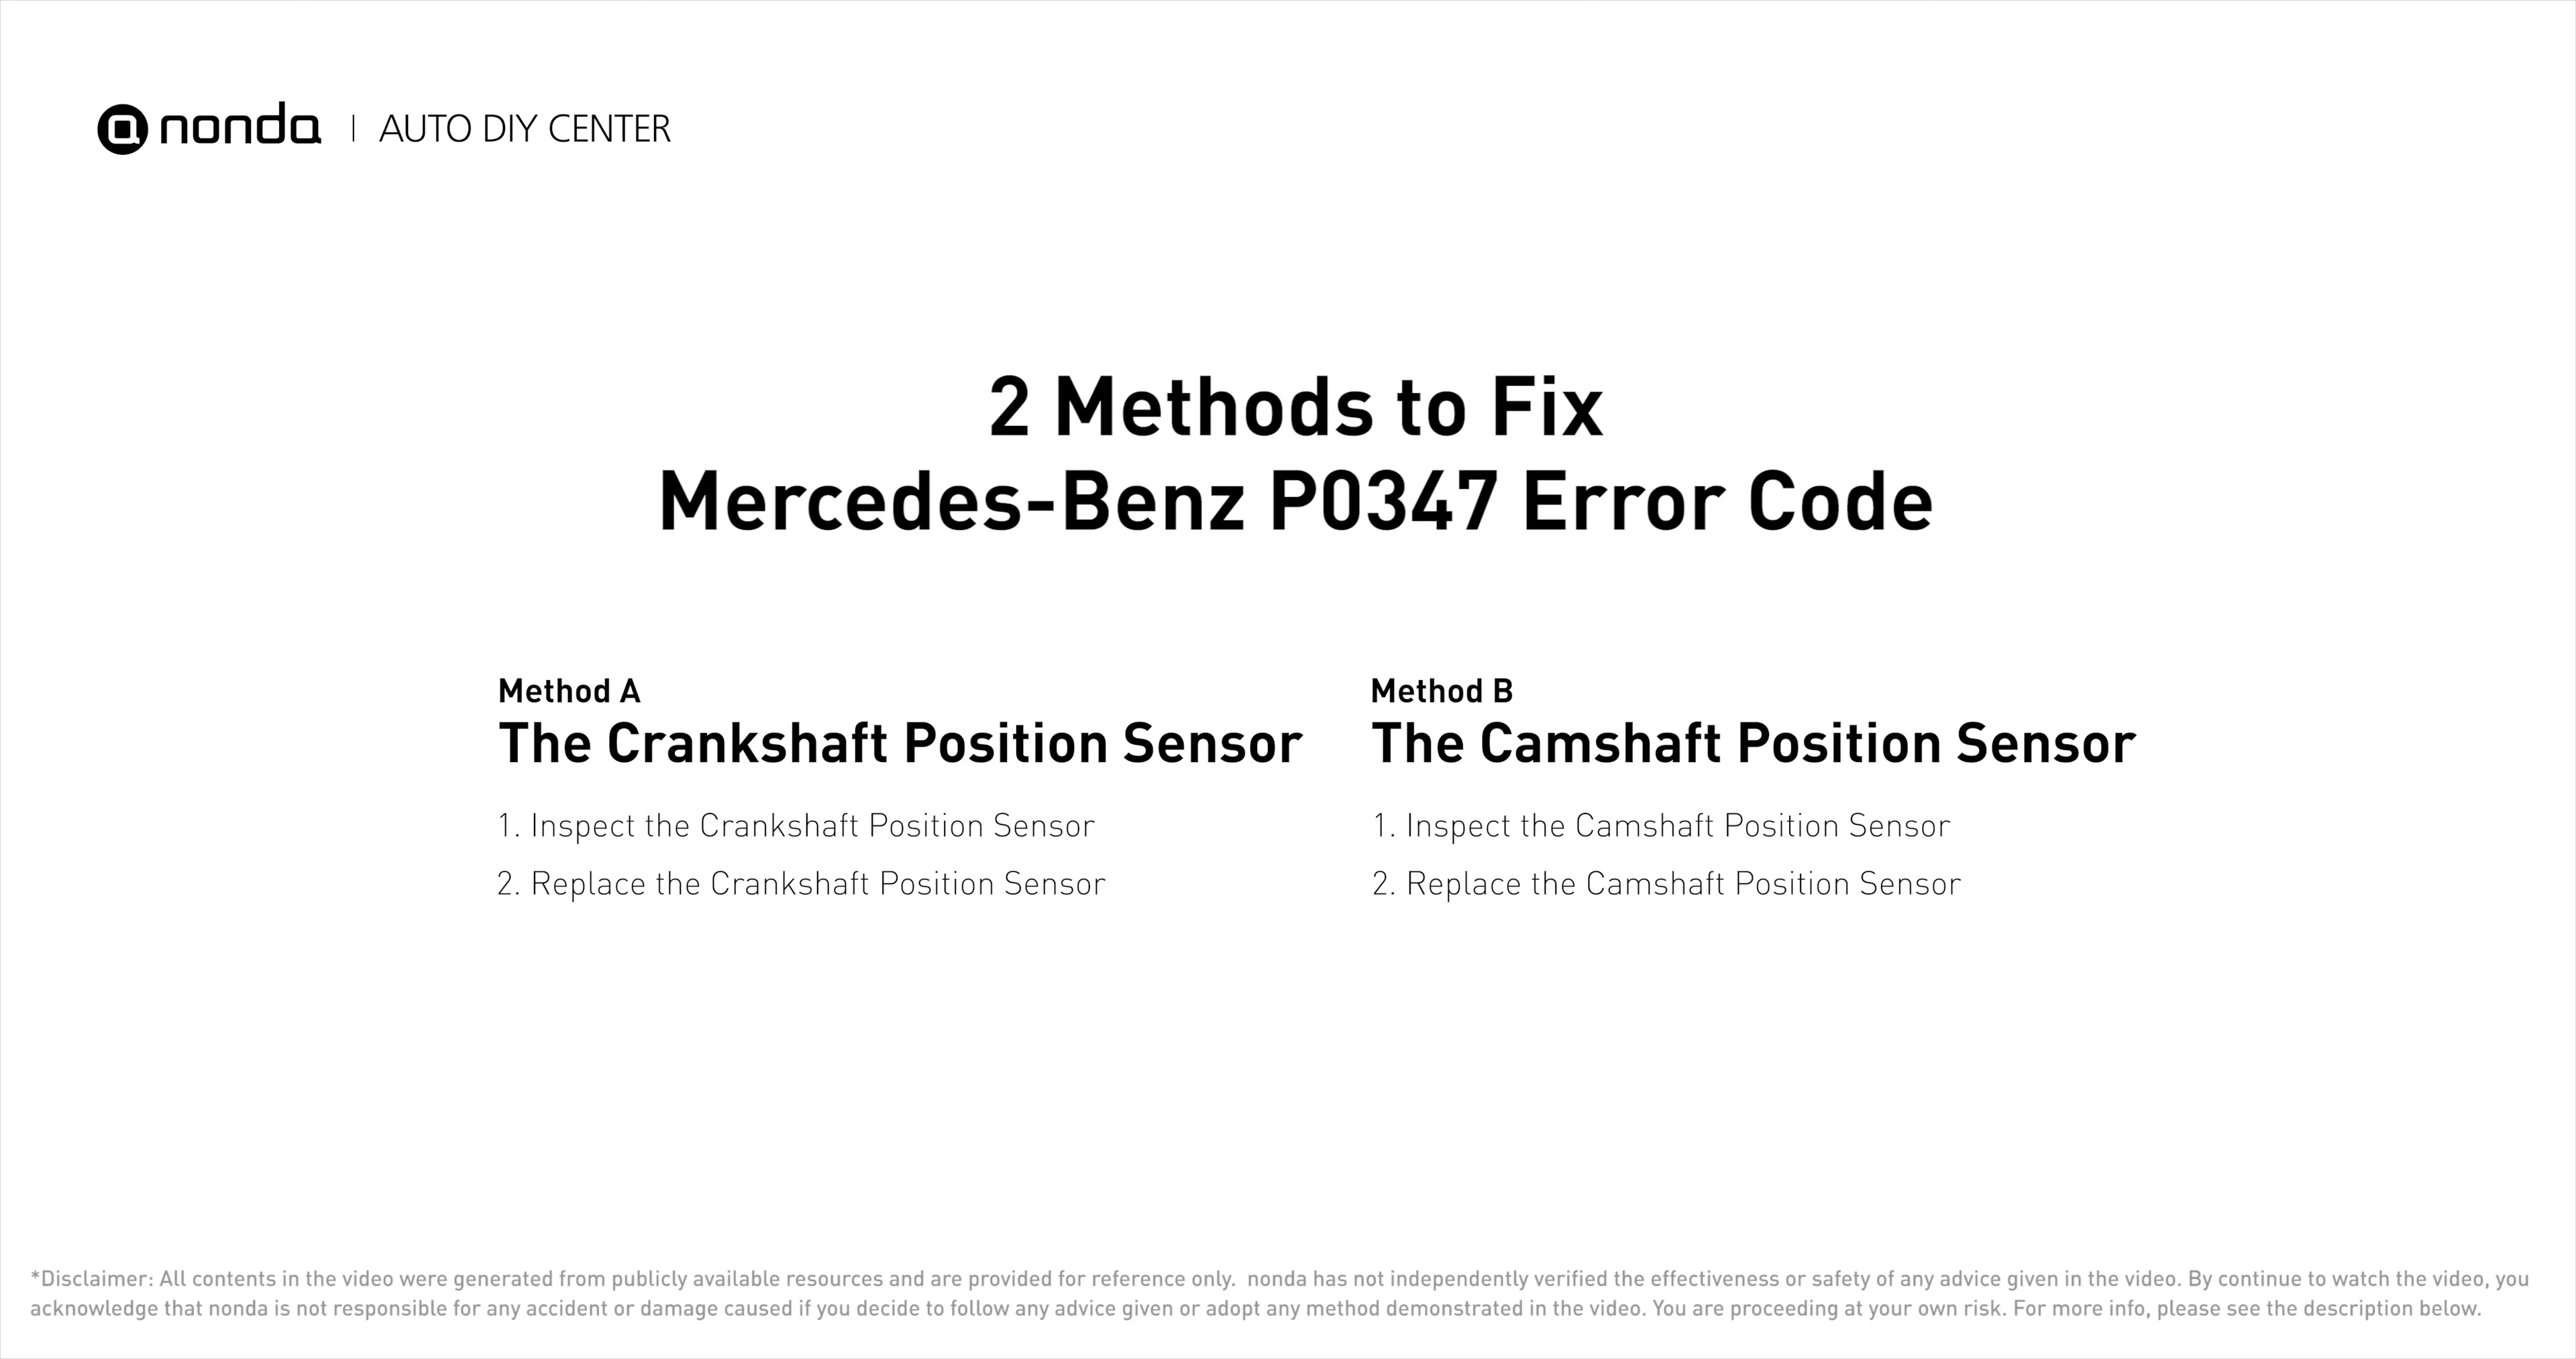 nonda | AUTO DIY CENTER
2 Methods to Fix
Mercedes-Benz P0347 Error Code
Method A
The Crankshaft Position Sensor
1. Inspect the Crankshaft Position Sensor
2. Replace the Crankshaft Position Sensor
Method B
The Camshaft Position Sensor
1. Inspect the Camshaft Position Sensor
2. Replace the Camshaft Position Sensor
*Disclaimer: All contents in the video were generated from publicly available resources and are provided for reference only. nonda has not independently verified the effectiveness or safety of any advice given in the video. By continue to watch the video, you
acknowledge that nonda is not responsible for any accident or damage caused if you decide to follow any advice given or adopt any method demonstrated in the video. You are proceeding at your own risk. For more info, please see the description below.